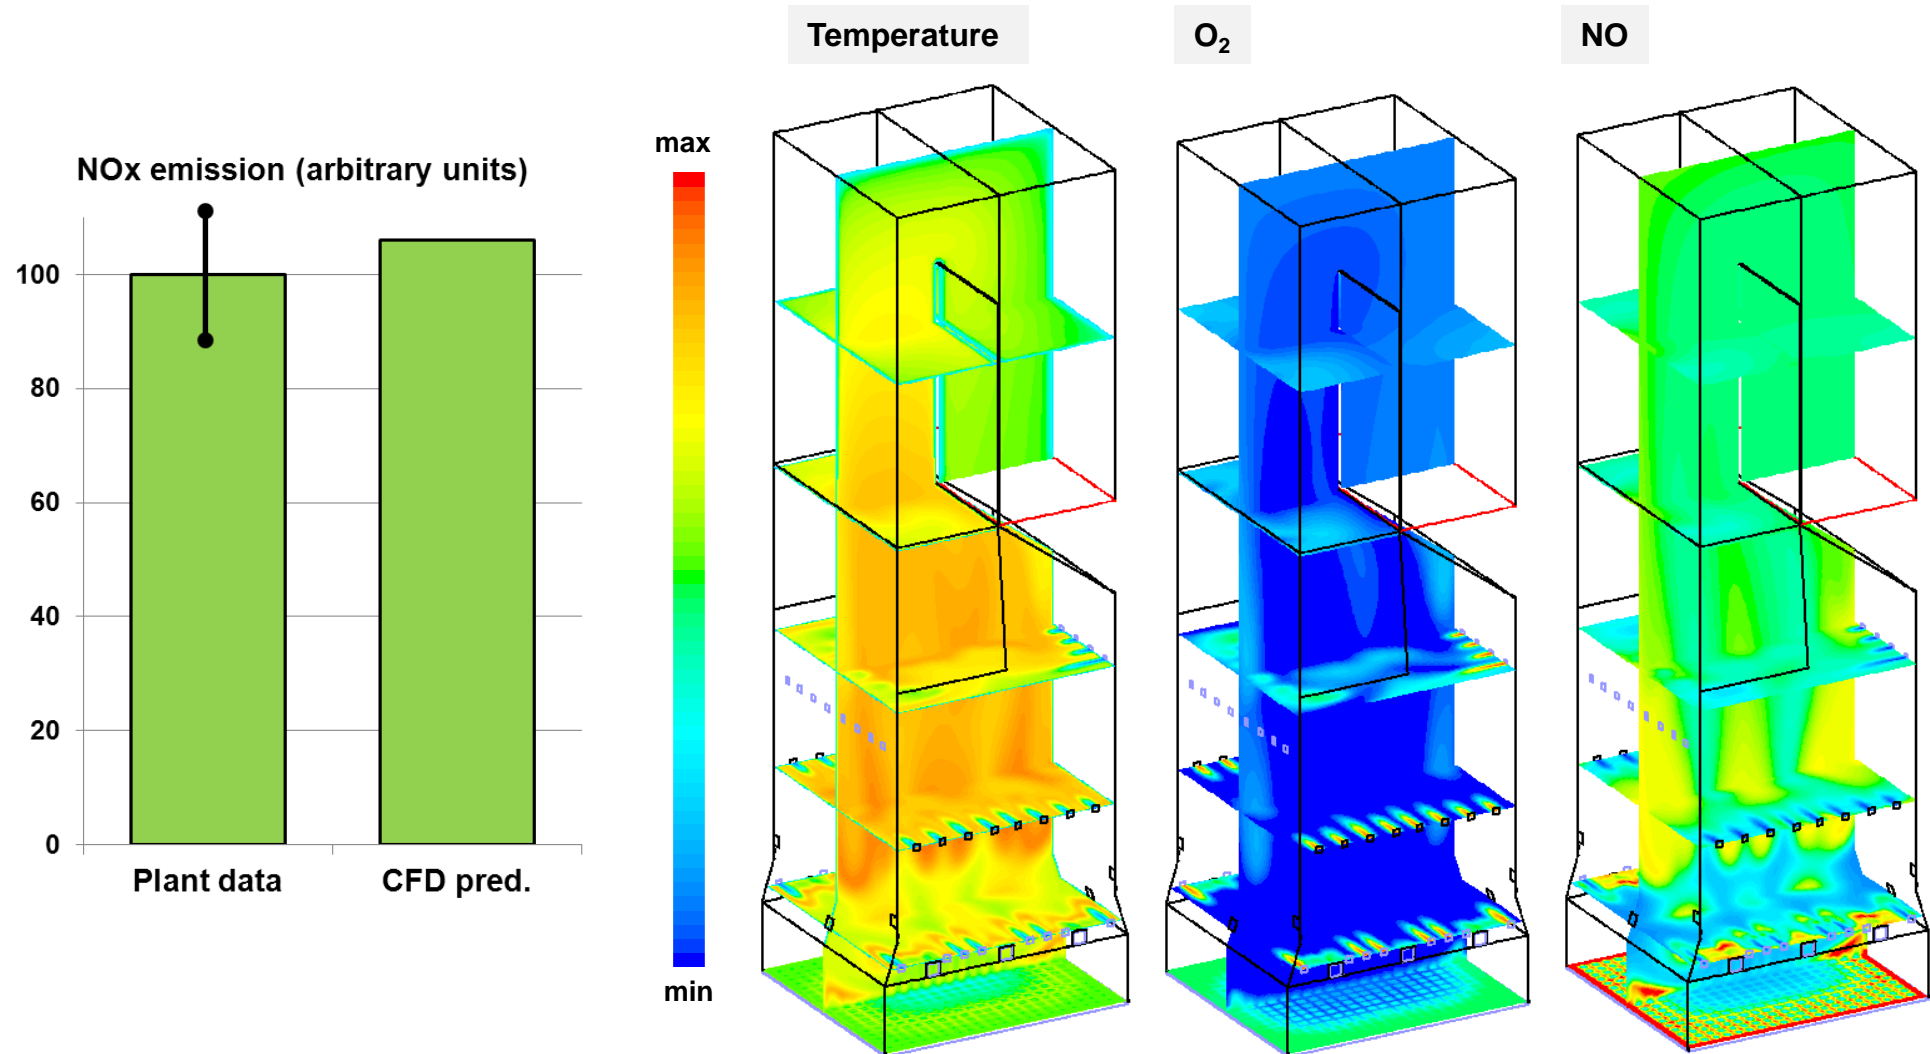 Temperature
O₂
NO
NOx emission (arbitrary units)
100
80
60
40
20
0
Plant data
CFD pred.
max
min